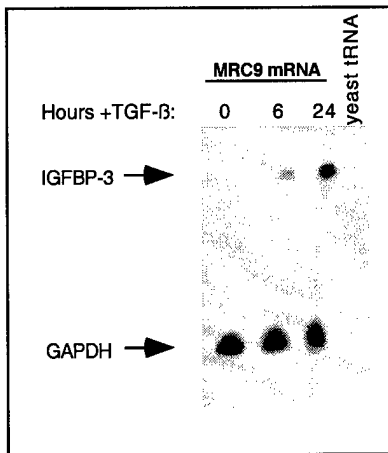 MRC9 mRNA
yeast tRNA
Hours +TGF-ß: 0 6 24
IGFBP-3
GAPDH